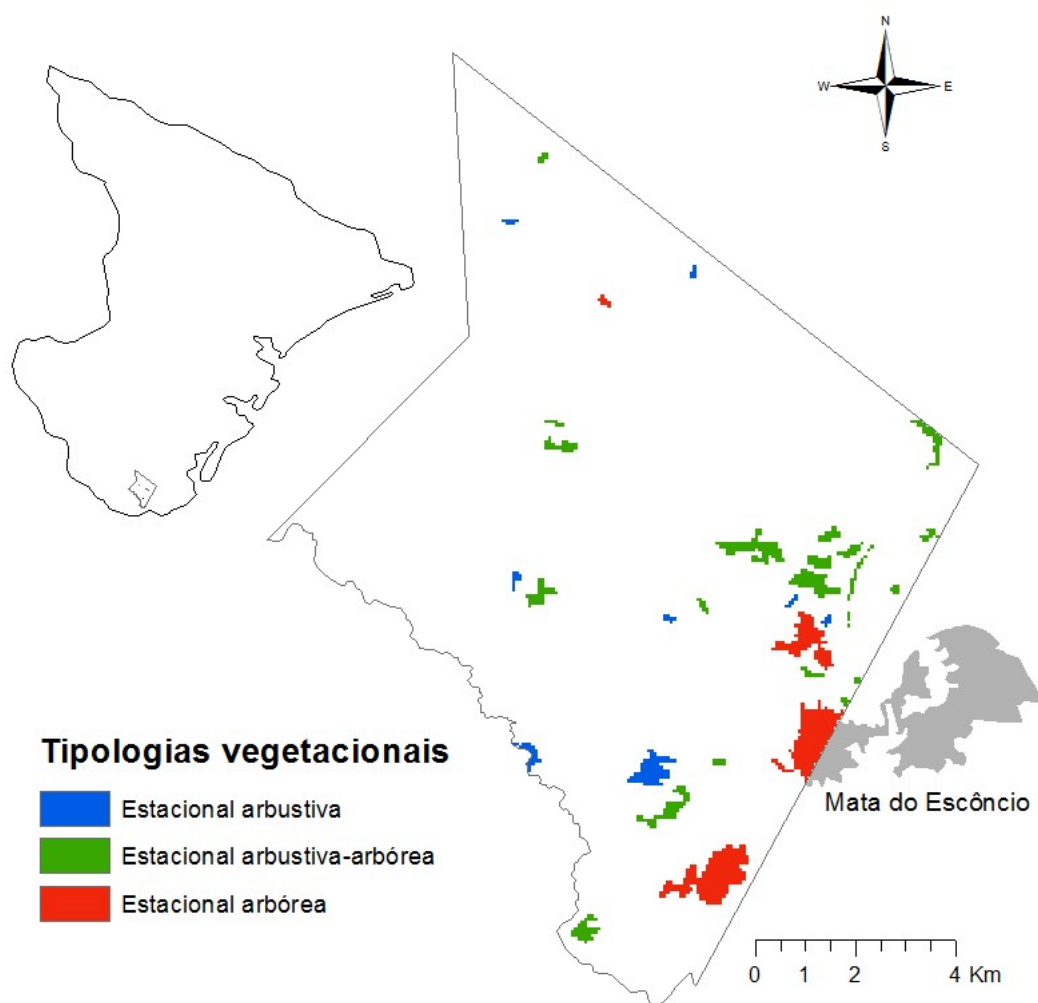 N
W E
S
Tipologias vegetacionais
Estacional arbustiva
Estacional arbustiva-arbórea
Estacional arbórea
Mata do Escôncio
0 1 2 4 Km